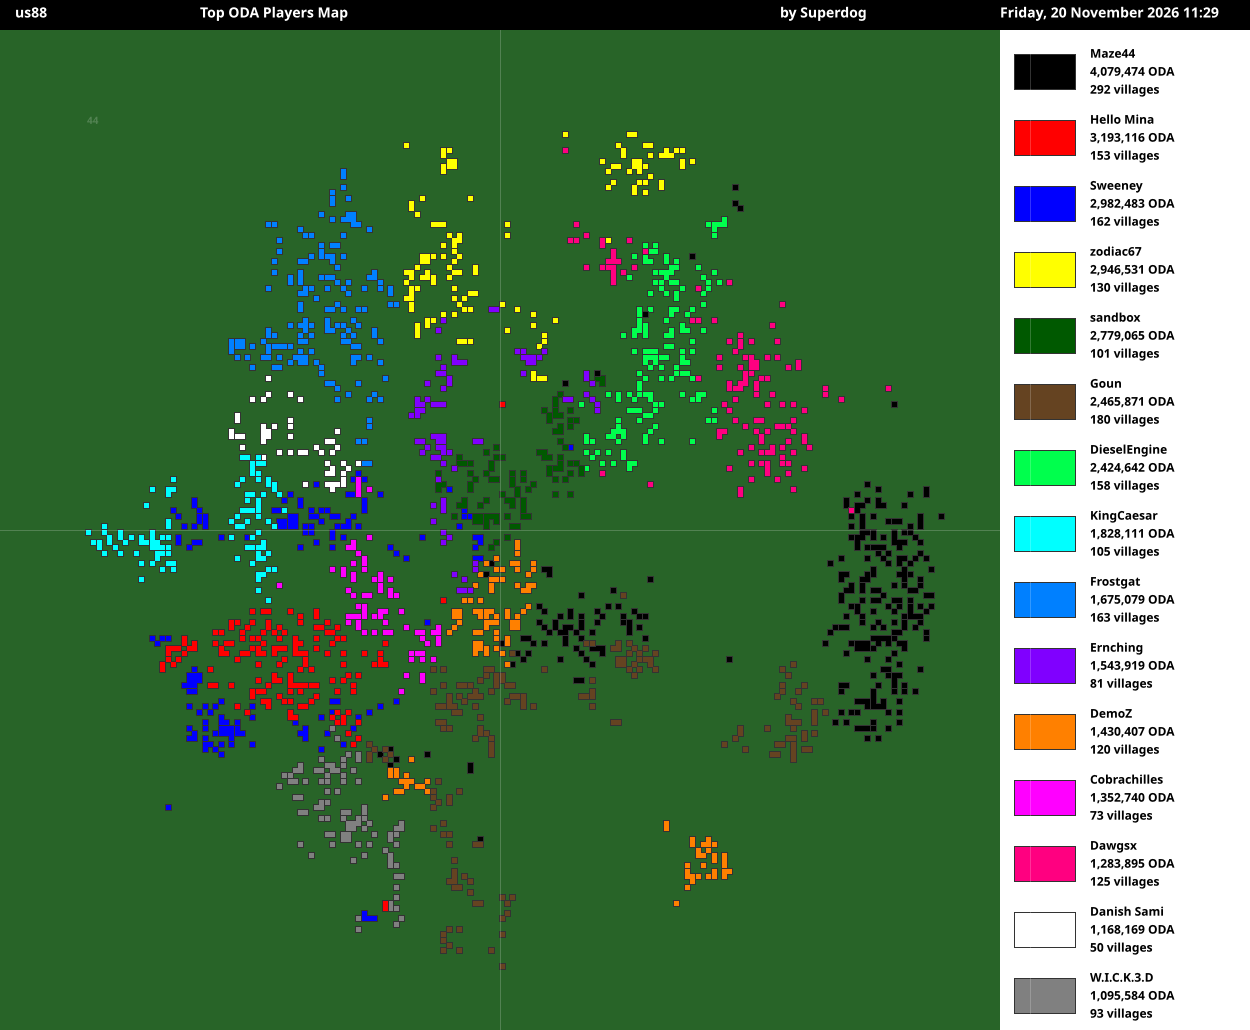 us88 Top ODA Players Map by Superdog Friday, 20 November 2026 11:29
44
Maze44
4,079,474 ODA
292 villages
Hello Mina
3,193,116 ODA
153 villages
Sweeney
2,982,483 ODA
162 villages
zodiac67
2,946,531 ODA
130 villages
sandbox
2,779,065 ODA
101 villages
Goun
2,465,871 ODA
180 villages
DieselEngine
2,424,642 ODA
158 villages
KingCaesar
1,828,111 ODA
105 villages
Frostgat
1,675,079 ODA
163 villages
Ernching
1,543,919 ODA
81 villages
DemoZ
1,430,407 ODA
120 villages
Cobrachilles
1,352,740 ODA
73 villages
Dawgsx
1,283,895 ODA
125 villages
Danish Sami
1,168,169 ODA
50 villages
W.I.C.K.3.D
1,095,584 ODA
93 villages